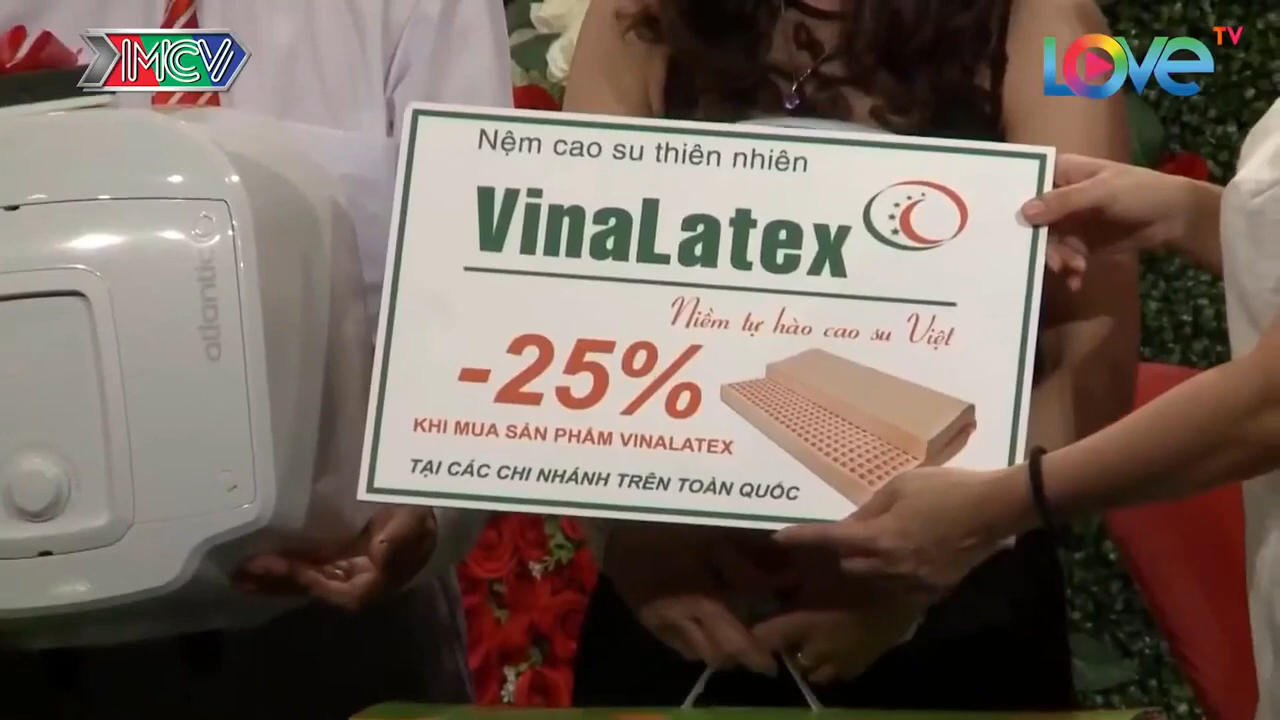 MCV
LOVE TV
Nệm cao su thiên nhiên
VinaLatex
Niềm tự hào cao su Việt
-25%
KHI MUA SẢN PHẨM VINALATEX
TẠI CÁC CHI NHÁNH TRÊN TOÀN QUỐC
atlantic